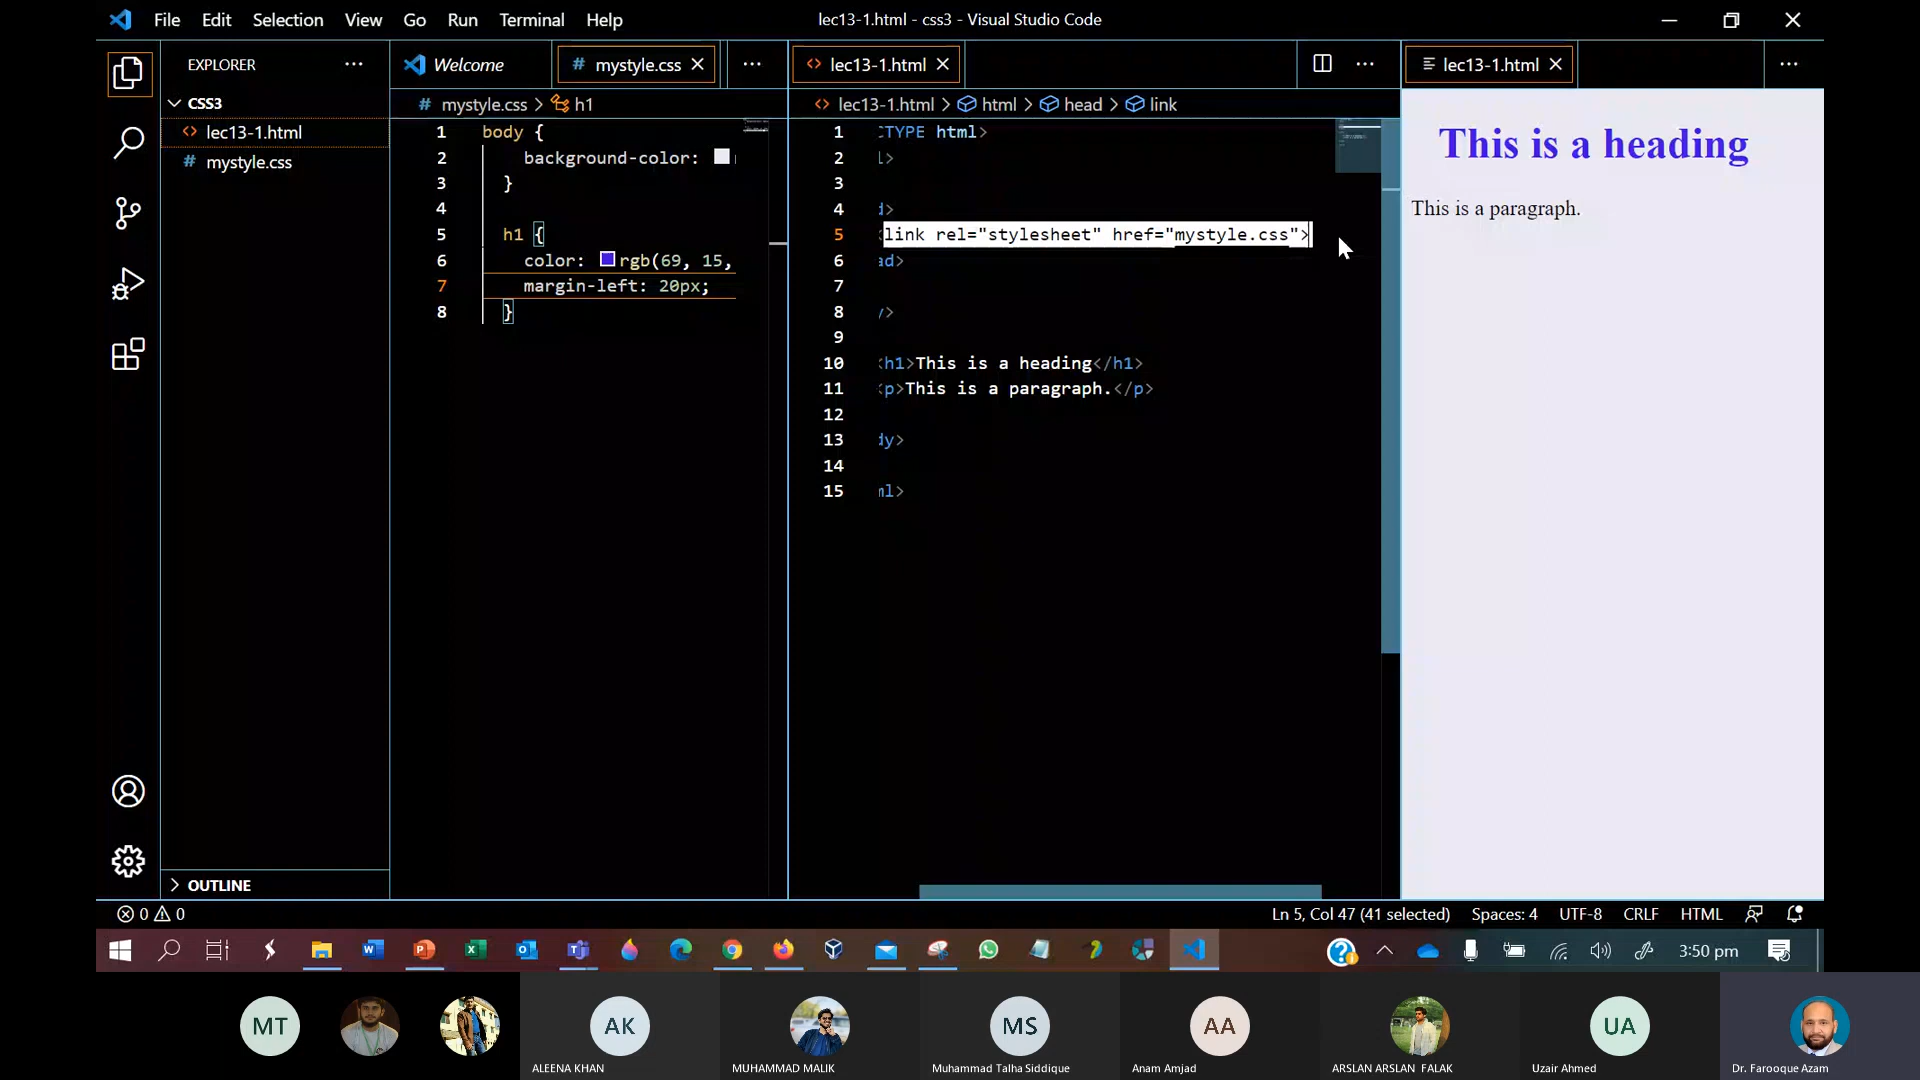 File Edit Selection View Go Run Terminal Help
lec13-1.html - css3 - Visual Studio Code
EXPLORER
CSS3
lec13-1.html
mystyle.css
OUTLINE
Welcome
mystyle.css
mystyle.css > h1
1 body {
2 background-color:
3 }
4
5 h1 {
6 color: rgb(69, 15,
7 margin-left: 20px;
8 }
lec13-1.html
lec13-1.html > html > head > link
1 CTYPE html>
2 l>
3
4 d>
5 <link rel="stylesheet" href="mystyle.css">
6 ad>
7
8 y>
9
10 <h1>This is a heading</h1>
11 <p>This is a paragraph.</p>
12
13 dy>
14
15 ml>
lec13-1.html
This is a heading
This is a paragraph.
0 0
Ln 5, Col 47 (41 selected) Spaces: 4 UTF-8 CRLF HTML
3:50 pm
MT
AK
MS
AA
UA
ALEENA KHAN
MUHAMMAD MALIK
Muhammad Talha Siddique
Anam Amjad
ARSLAN ARSLAN FALAK
Uzair Ahmed
Dr. Farooque Azam